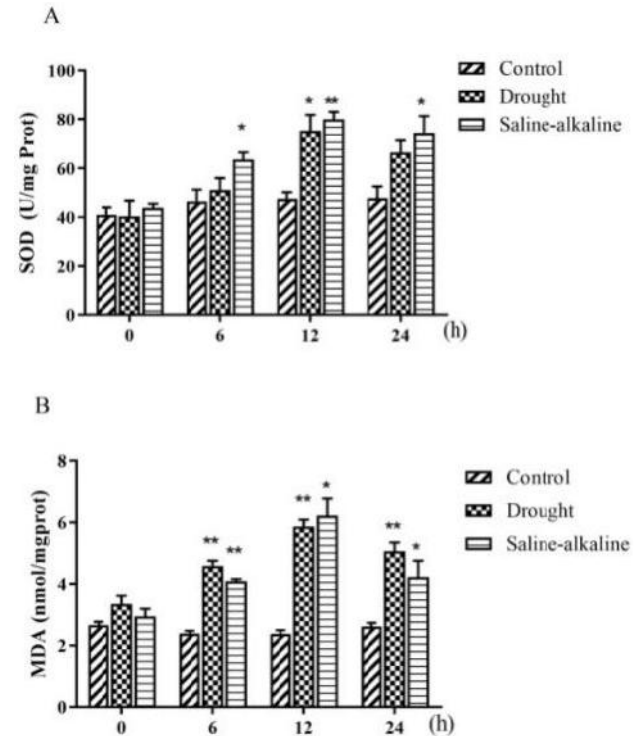 A
SOD (U/mg Prot)
100
80
60
40
20
0
* * ** *
0 6 12 24 (h)
Control
Drought
Saline-alkaline
B
MDA (nmol/mgprot)
8
6
4
2
0
** ** ** * ** *
0 6 12 24 (h)
Control
Drought
Saline-alkaline